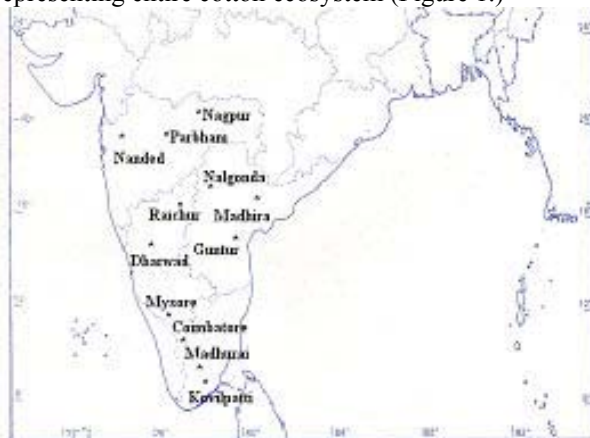 representing entire cotton ecosystem (Figure 1.)
Nagpur
Parbhani
Nanded
Nalgonda
Raichur Madhira
Guntur
Dharwad
Mysore
Coimbatore
Madhurai
Kovilpatti